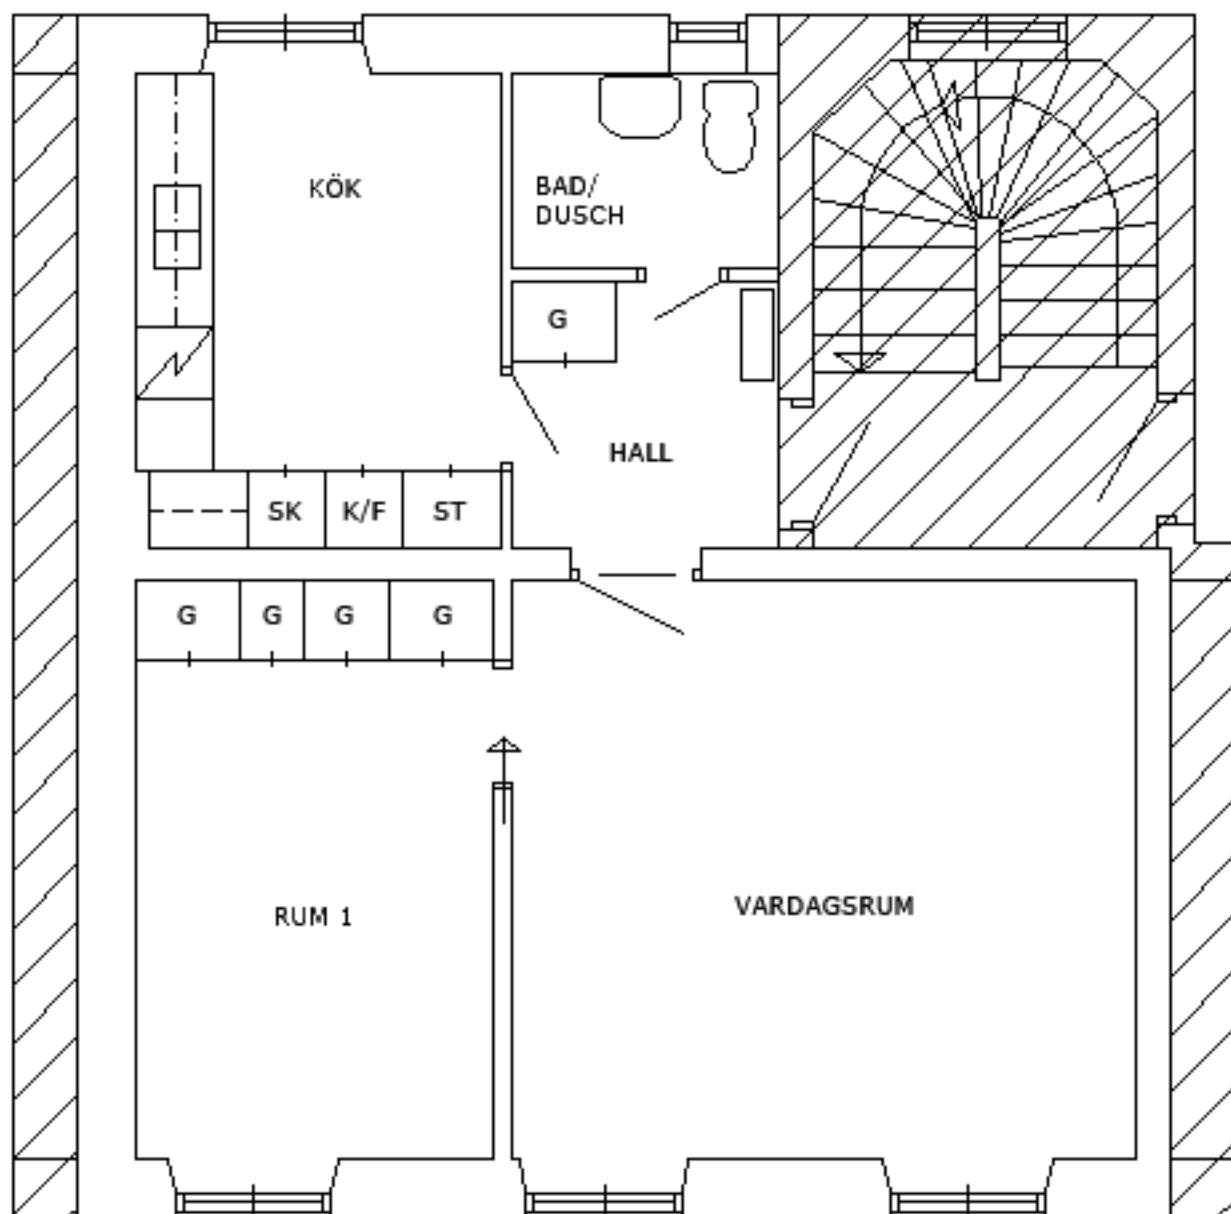 KÖK
BAD/
DUSCH
G
HALL
SK K/F ST
G G G G
RUM 1
VARDAGSRUM